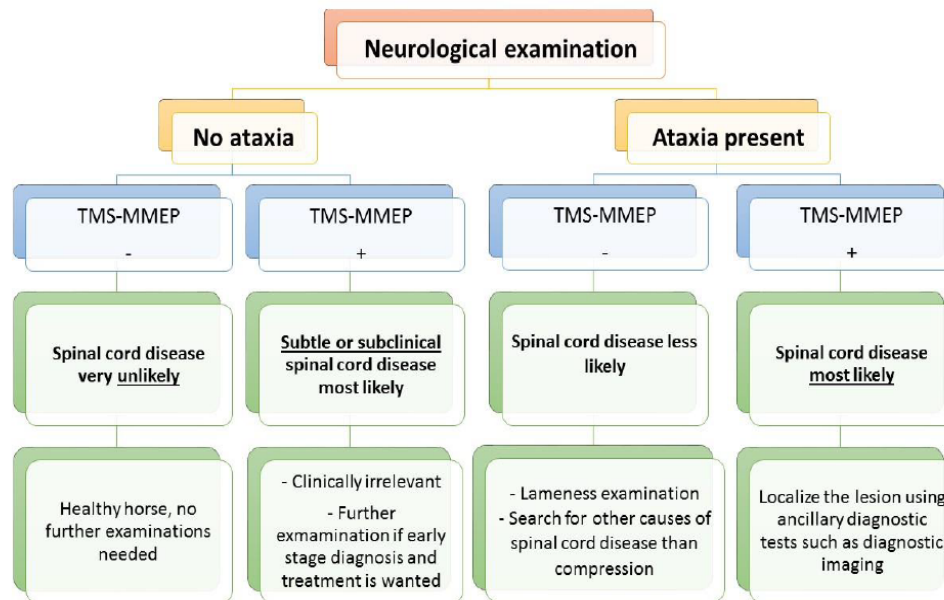 Neurological examination
No ataxia
Ataxia present
TMS-MMEP
-
TMS-MMEP
+
TMS-MMEP
-
TMS-MMEP
+
Spinal cord disease
very unlikely
Subtle or subclinical
spinal cord disease
most likely
Spinal cord disease less
likely
Spinal cord disease
most likely
Healthy horse, no
further examinations
needed
- Clinically irrelevant
- Further
exmamination if early
stage diagnosis and
treatment is wanted
- Lameness examination
- Search for other causes of
spinal cord disease than
compression
Localize the lesion using
ancillary diagnostic
tests such as diagnostic
imaging